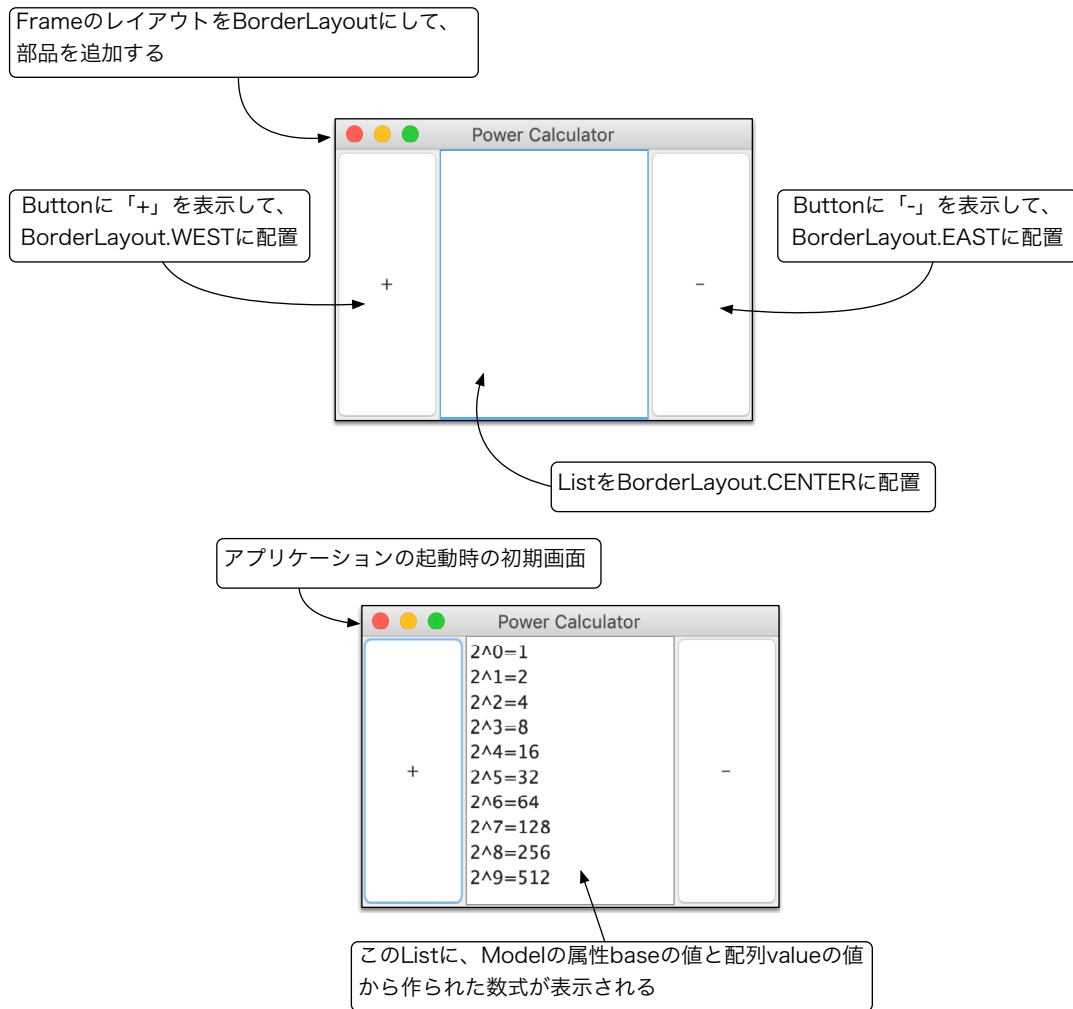 FrameのレイアウトをBorderLayoutにして、
部品を追加する
Power Calculator
Buttonに「+」を表示して、
BorderLayout.WESTに配置
Buttonに「-」を表示して、
BorderLayout.EASTに配置
+
-
ListをBorderLayout.CENTERに配置
アプリケーションの起動時の初期画面
Power Calculator
2^0=1
2^1=2
2^2=4
2^3=8
2^4=16
2^5=32
2^6=64
2^7=128
2^8=256
2^9=512
+
-
このListに、Modelの属性baseの値と配列valueの値
から作られた数式が表示される